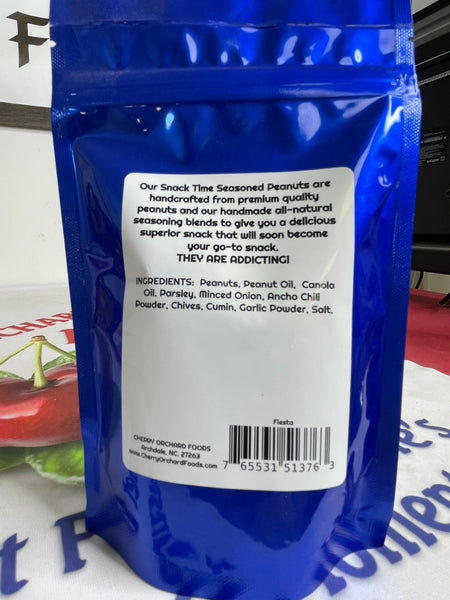 Our Snack Time Seasoned Peanuts are
handcrafted from premium quality
peanuts and our handmade all-natural
seasoning blends to give you a delicious
superior snack that will soon become
your go-to snack.
THEY ARE ADDICTING!
INGREDIENTS: Peanuts, Peanut Oil, Canola
Oil, Parsley, Minced Onion, Ancho Chili
Powder, Chives, Cumin, Garlic Powder, Salt.
Fiesta
CHERRY ORCHARD FOODS
Archdale, NC. 27263
www.CherryOrchardFoods.com
7 65531 51376 3